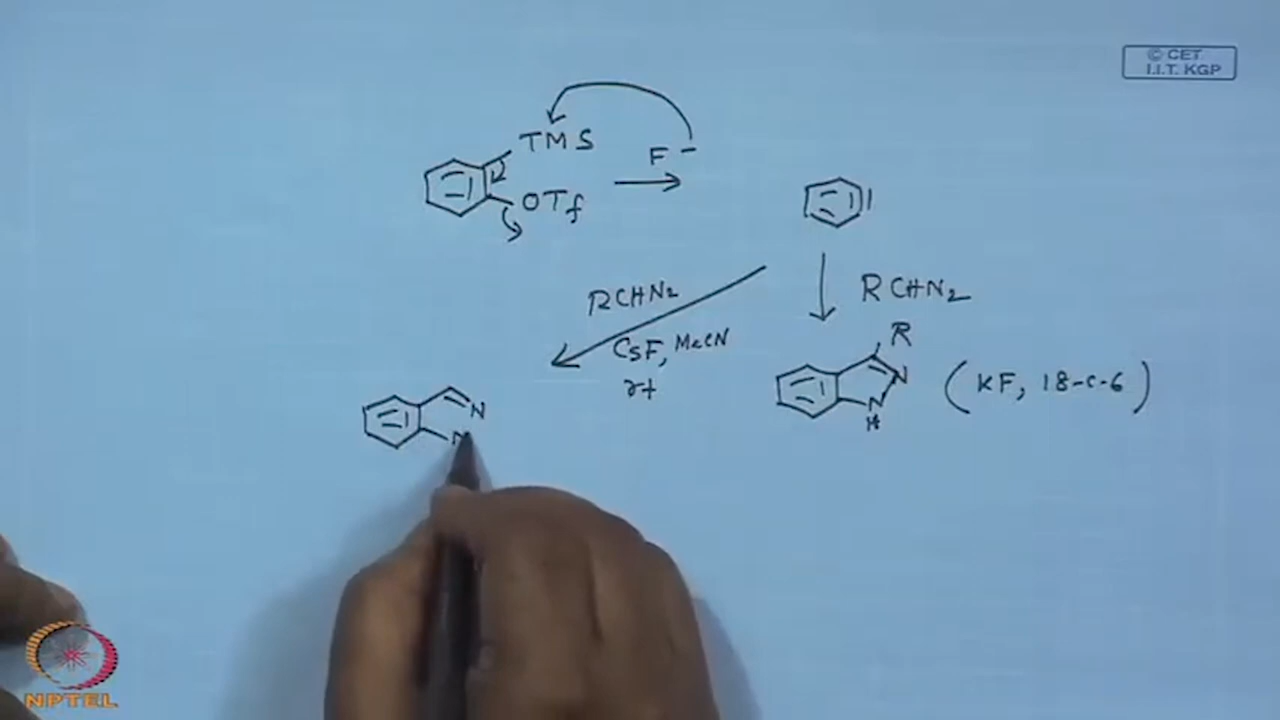 © CET
I.I.T. KGP
TMS
F −
OTf
RCHN2
RCHN2
CsF, MeCN
rt
R
N
N
H
(KF, 18-c-6)
N
N
NPTEL